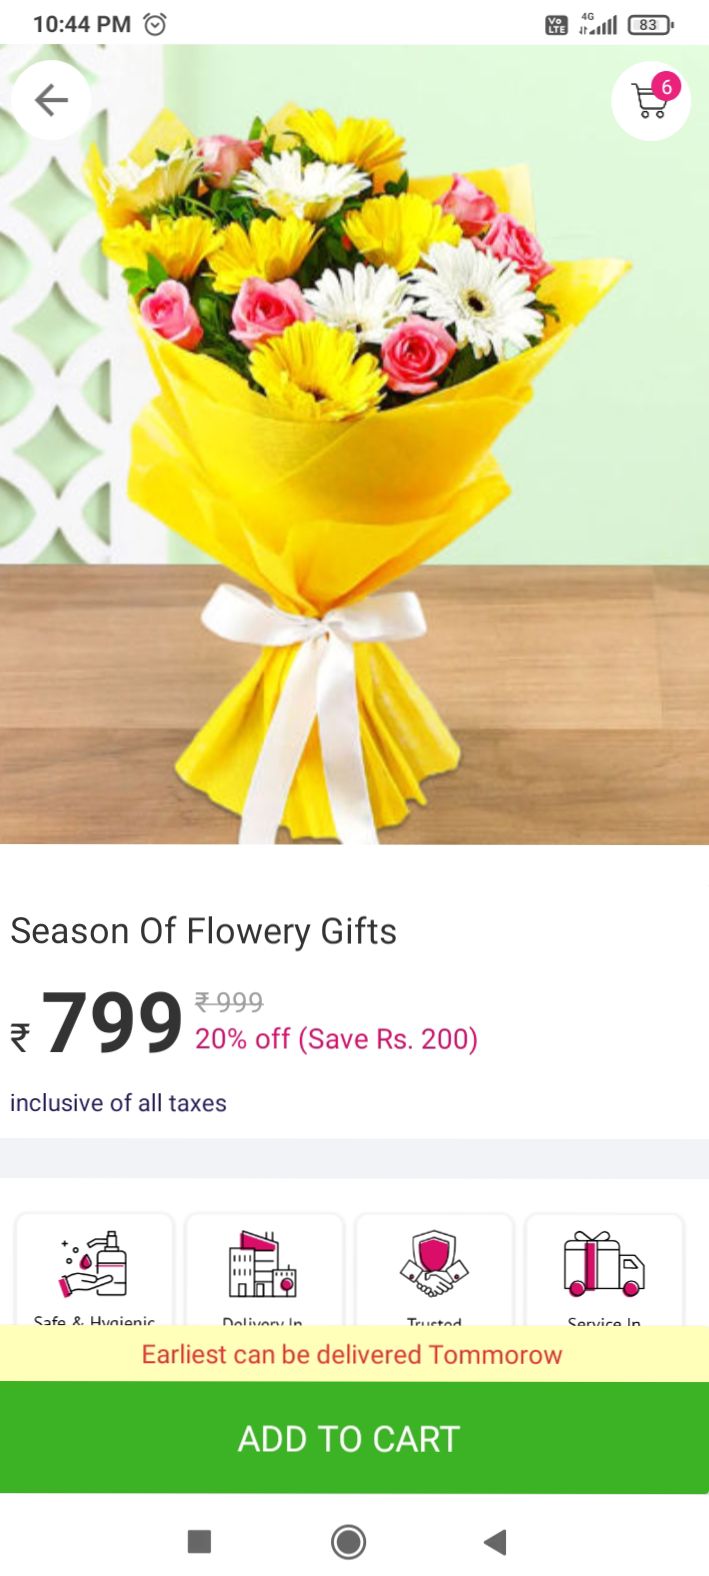 10:44 PM
Vo LTE 4G 83
6
Season Of Flowery Gifts
₹ 799 ₹ 999
20% off (Save Rs. 200)
inclusive of all taxes
Safe & Hygienic Delivery In Trusted Service In
Earliest can be delivered Tommorow
ADD TO CART